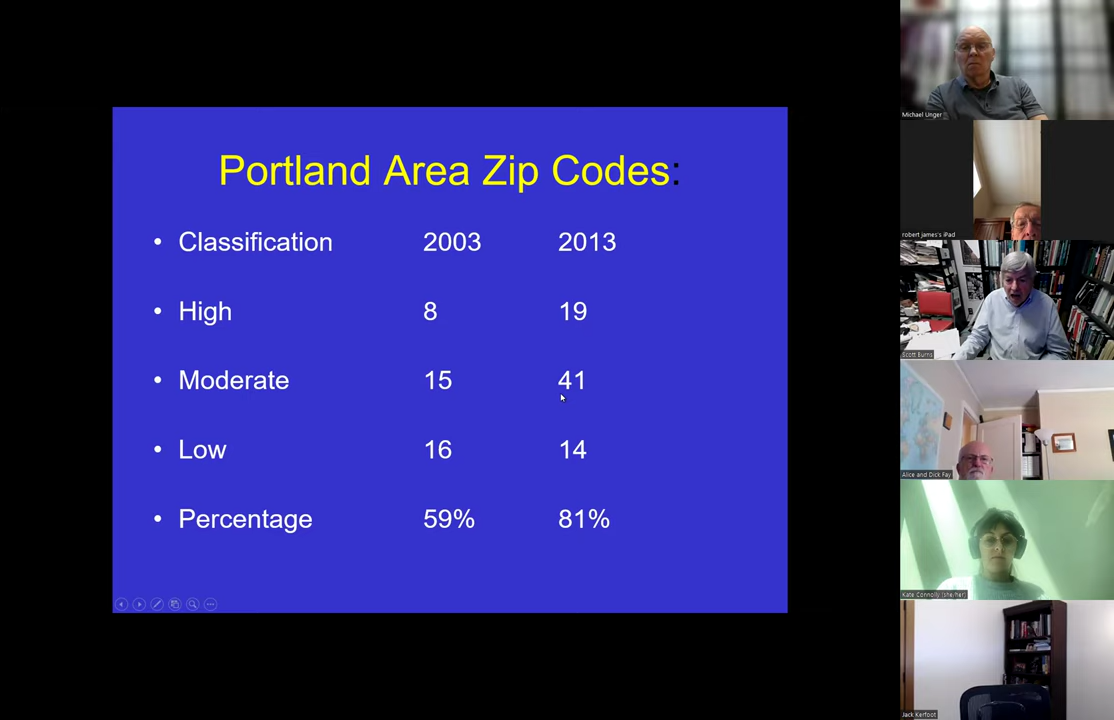 Portland Area Zip Codes:
• Classification 2003 2013
• High 8 19
• Moderate 15 41
• Low 16 14
• Percentage 59% 81%
Michael Unger
robert james's iPad
Scott Burns
Alice and Dick Fay
Kate Connolly (she/her)
Jack Kerfoot